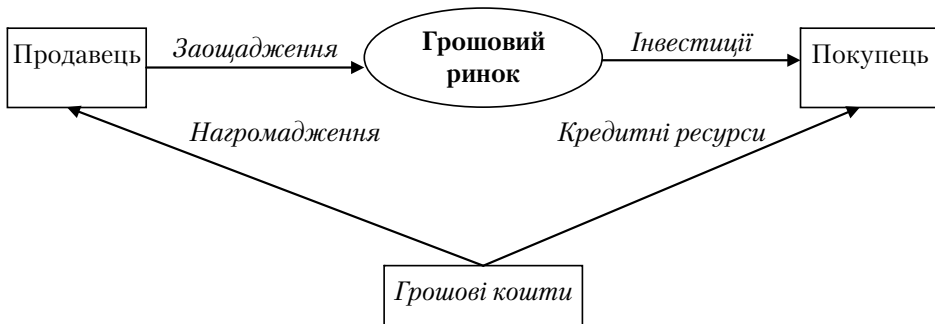 Продавець
Заощадження
Грошовий
ринок
Інвестиції
Покупець
Нагромадження
Кредитні ресурси
Грошові кошти